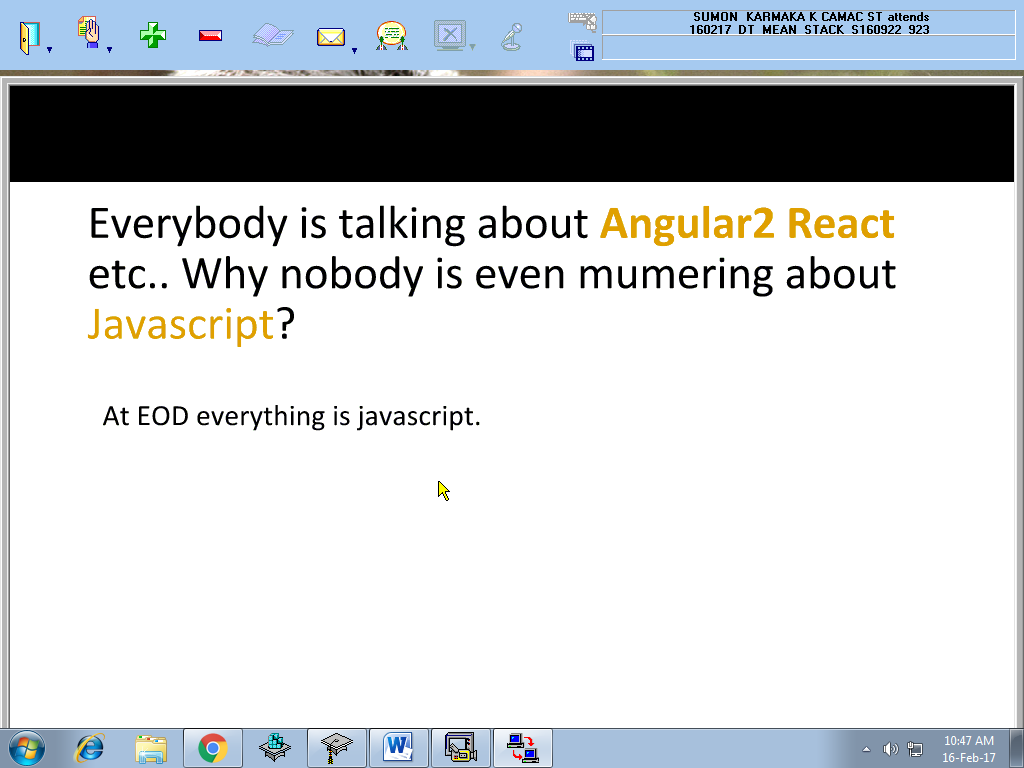 SUMON KARMAKA K CAMAC ST attends
160217 DT MEAN STACK S160922 923
Everybody is talking about Angular2 React
etc.. Why nobody is even mumering about
Javascript?
At EOD everything is javascript.
10:47 AM
16-Feb-17